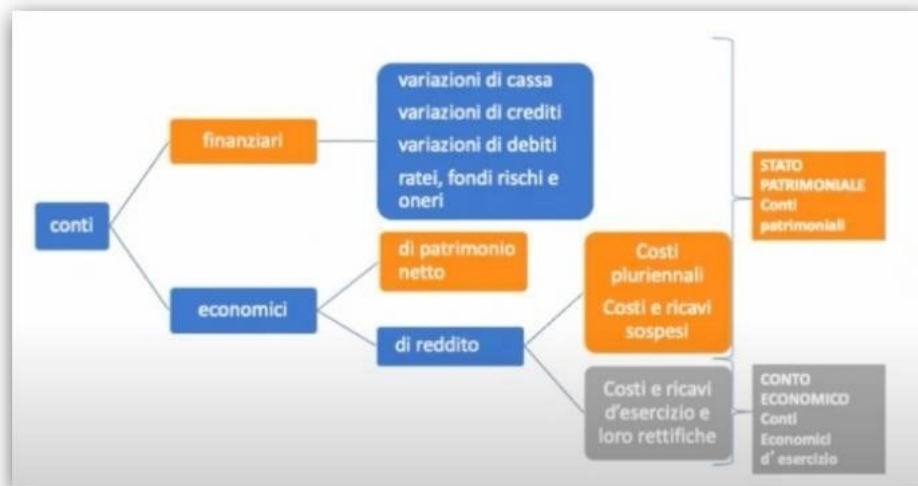 conti
finanziari
economici
variazioni di cassa
variazioni di crediti
variazioni di debiti
ratei, fondi rischi e
oneri
di patrimonio
netto
di reddito
Costi
pluriennali
Costi e ricavi
sospesi
Costi e ricavi
d'esercizio e
loro rettifiche
STATO
PATRIMONIALE
Conti
patrimoniali
CONTO
ECONOMICO
Conti
Economici
d' esercizio